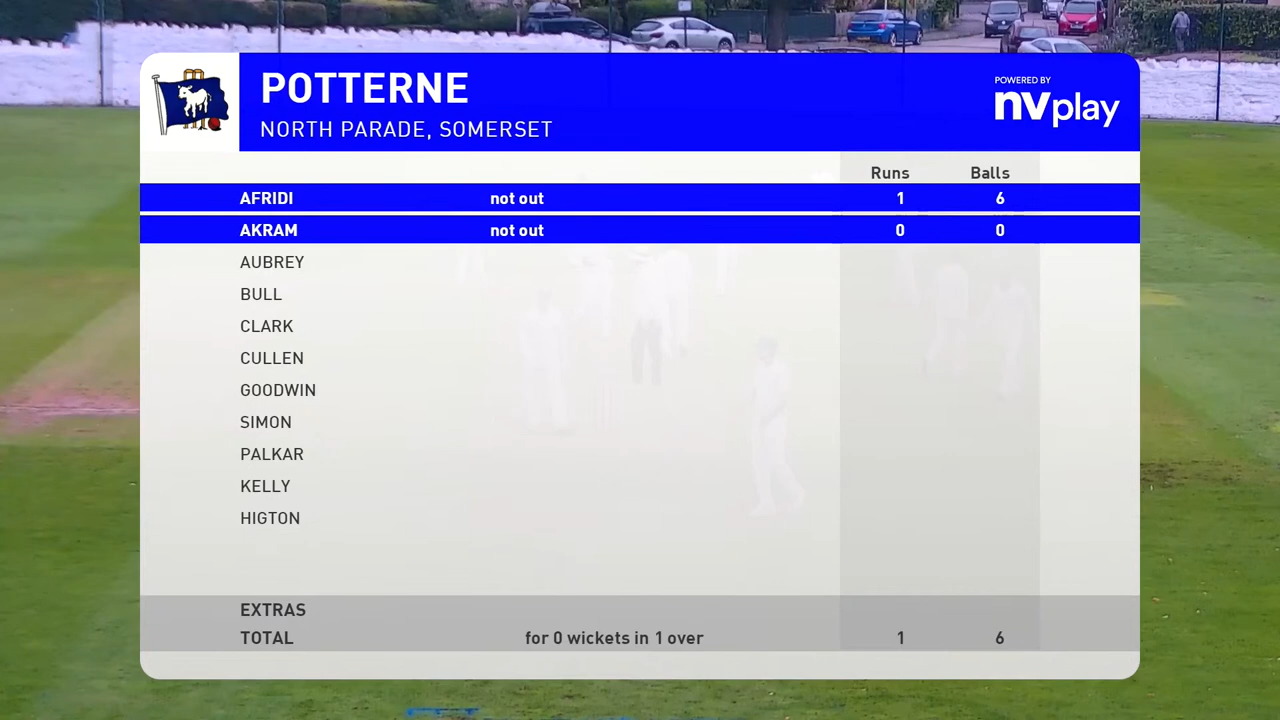 POTTERNE
NORTH PARADE, SOMERSET
POWERED BY
nvplay
Runs Balls
AFRIDI not out 1 6
AKRAM not out 0 0
AUBREY
BULL
CLARK
CULLEN
GOODWIN
SIMON
PALKAR
KELLY
HIGTON
EXTRAS
TOTAL for 0 wickets in 1 over 1 6